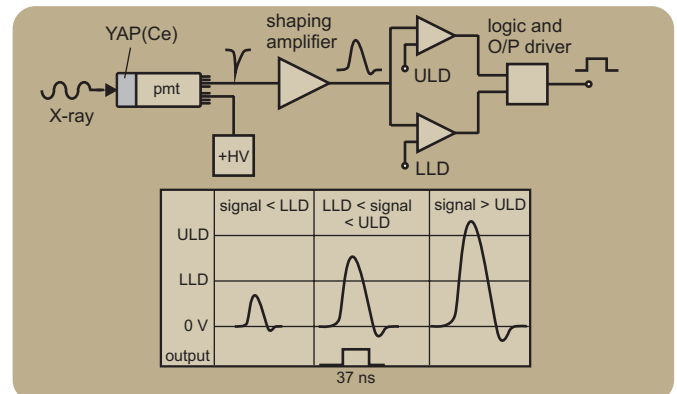 YAP(Ce)
pmt
X-ray
+HV
shaping
amplifier
ULD
LLD
logic and
O/P driver
signal < LLD
LLD < signal
< ULD
signal > ULD
ULD
LLD
0 V
output
37 ns